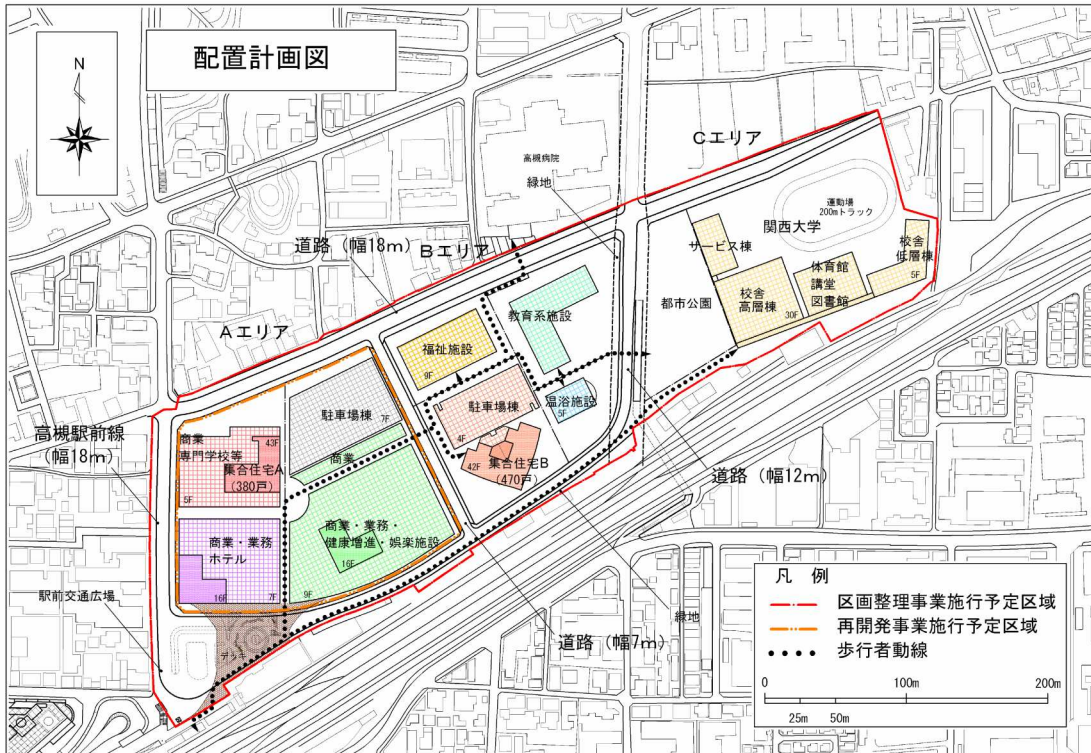 配置計画図
N
Cエリア
高槻病院
緑地
運動場
200mトラック
関西大学
道路（幅18m）
Bエリア
サービス棟
校舎
低層棟
5F
体育館
講堂
図書館
校舎
高層棟
30F
都市公園
教育系施設
Aエリア
福祉施設
9F
駐車場棟
7F
駐車場棟
4F
温浴施設
5F
高槻駅前線
(幅18m)
商業
専門学校等
43F
集合住宅A
(380戸)
5F
商業
42F
集合住宅B
(470戸)
道路（幅12m）
商業・業務・
健康増進・娯楽施設
16F
9F
商業・業務
ホテル
16F
7F
駅前交通広場
デッキ
緑地
道路（幅7m）
凡 例
区画整理事業施行予定区域
再開発事業施行予定区域
歩行者動線
0
100m
200m
25m
50m